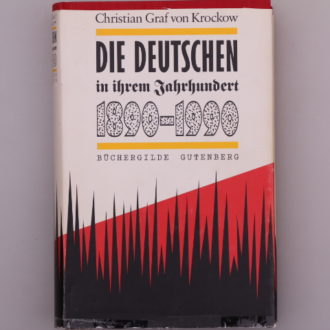 Christian Graf von Krockow
DIE DEUTSCHEN
in ihrem Jahrhundert
1890-1990
BÜCHERGILDE GUTENBERG